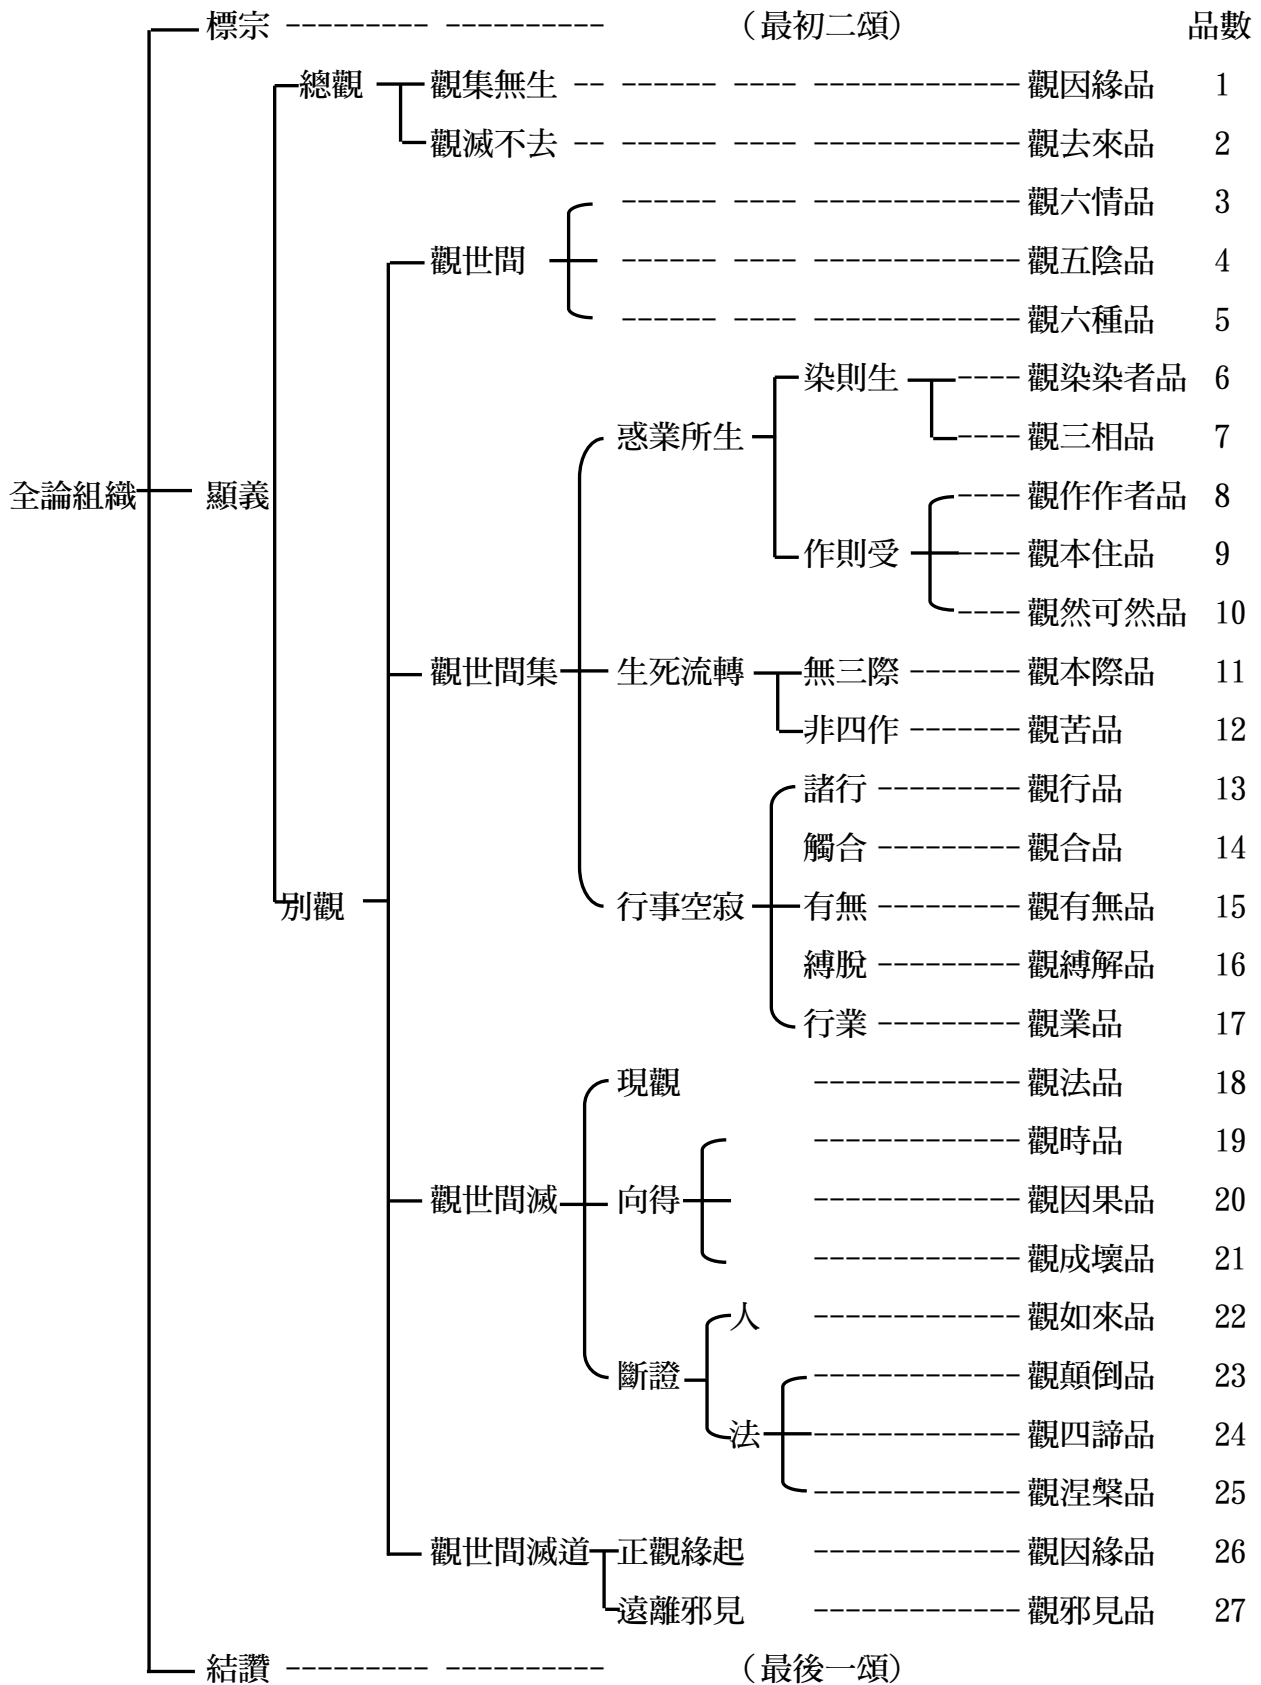 標宗 （最初二頌） 品數
總觀 觀集無生 觀因緣品 1
觀滅不去 觀去來品 2
觀六情品 3
觀世間 觀五陰品 4
觀六種品 5
染則生 觀染染者品 6
惑業所生 觀三相品 7
全論組織 顯義 觀作作者品 8
作則受 觀本住品 9
觀然可然品 10
觀世間集 生死流轉 無三際 觀本際品 11
非四作 觀苦品 12
諸行 觀行品 13
觸合 觀合品 14
別觀 行事空寂 有無 觀有無品 15
縛脫 觀縛解品 16
行業 觀業品 17
現觀 觀法品 18
觀時品 19
觀世間滅 向得 觀因果品 20
觀成壞品 21
人 觀如來品 22
斷證 觀顛倒品 23
法 觀四諦品 24
觀涅槃品 25
觀世間滅道 正觀緣起 觀因緣品 26
遠離邪見 觀邪見品 27
結讚 （最後一頌）